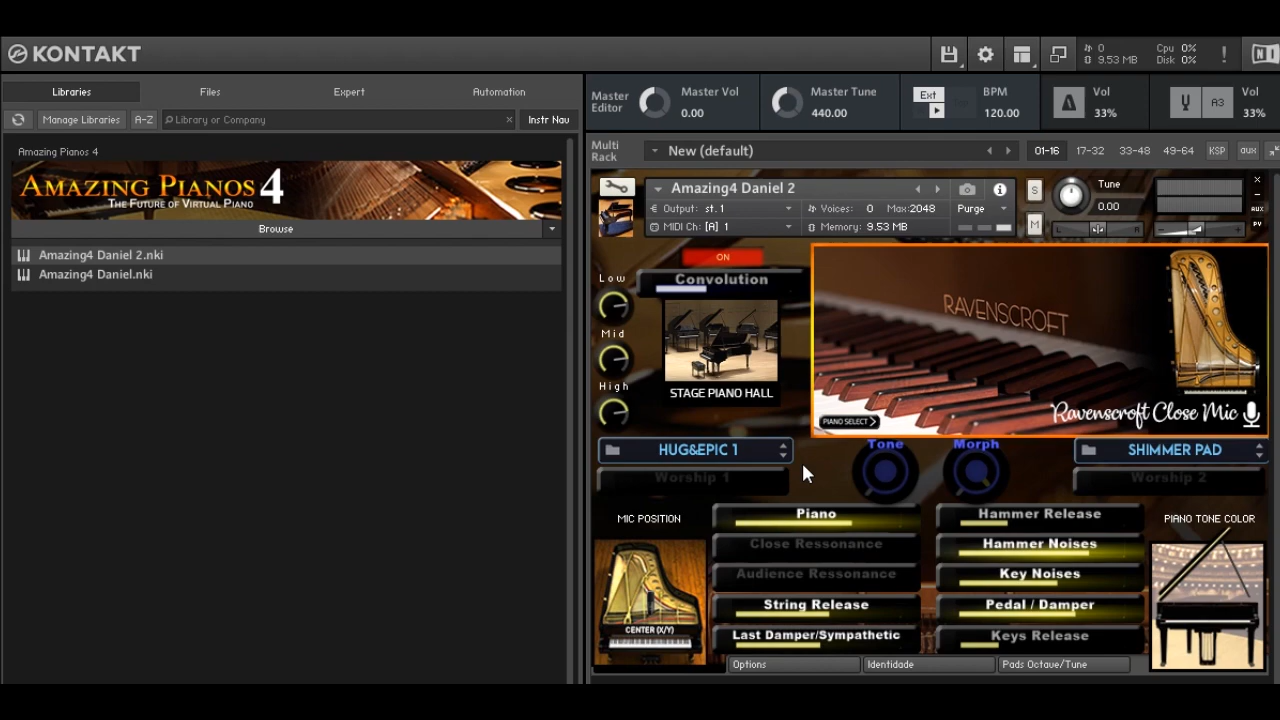 KONTAKT
0
9.53 MB
Cpu 0%
Disk 0%
!
NI
Libraries
Files
Expert
Automation
Manage Libraries
A-Z
Library or Company
×
Instr Nav
Master Editor
Master Vol
0.00
Master Tune
440.00
Ext
BPM
120.00
Vol
33%
A3
Vol
33%
Amazing Pianos 4
AMAZING PIANOS 4
THE FUTURE OF VIRTUAL PIANO
Browse
Amazing4 Daniel 2.nki
Amazing4 Daniel.nki
Multi Rack
New (default)
01-16
17-32
33-48
49-64
KSP
aux
Amazing4 Daniel 2
Output: st.1
Voices: 0 Max: 2048
Purge
MIDI Ch: [A] 1
Memory: 9.53 MB
S
M
Tune
0.00
L
R
AUX
PV
ON
Convolution
Low
Mid
High
STAGE PIANO HALL
RAVENSCROFT
Ravenscroft Close Mic
PIANO SELECT >
HUG&EPIC 1
Worship 1
Tone
Morph
SHIMMER PAD
Worship 2
MIC POSITION
CENTER (X/Y)
Piano
Close Ressonance
Audience Ressonance
String Release
Last Damper/Sympathetic
Hammer Release
Hammer Noises
Key Noises
Pedal / Damper
Keys Release
PIANO TONE COLOR
Options
Identidade
Pads Octave/Tune